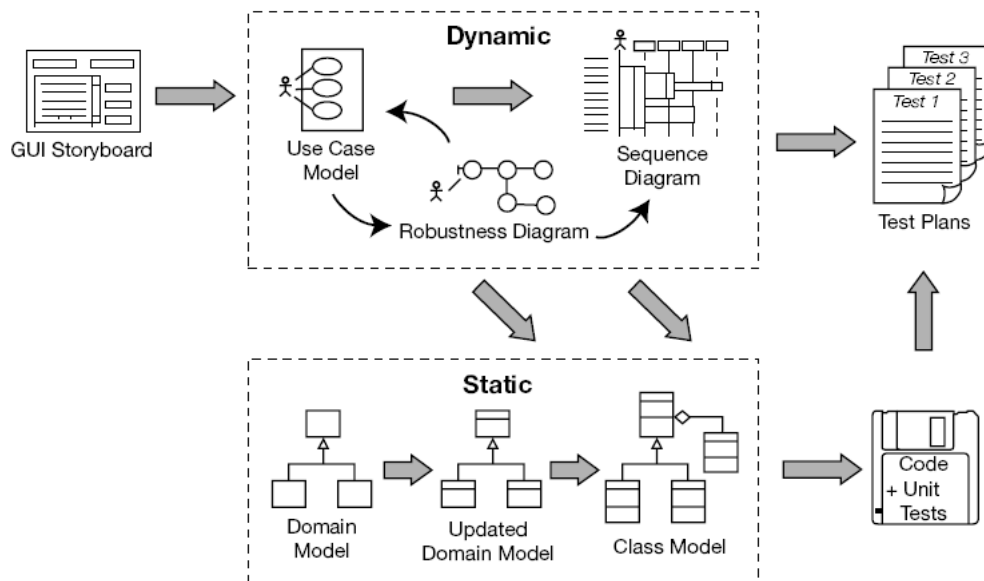 Dynamic
GUI Storyboard
Use Case
Model
Robustness Diagram
Sequence
Diagram
Test 3
Test 2
Test 1
Test Plans
Static
Domain
Model
Updated
Domain Model
Class Model
Code
+ Unit
Tests